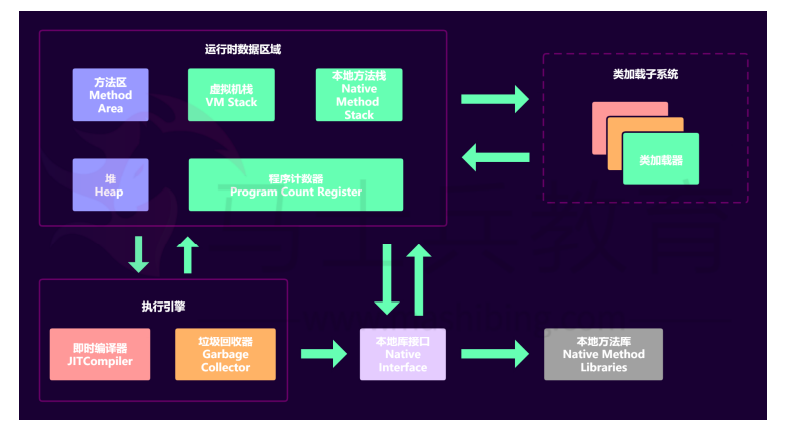 运行时数据区域
方法区
Method
Area
虚拟机栈
VM Stack
本地方法栈
Native
Method
Stack
堆
Heap
程序计数器
Program Count Register
类加载子系统
类加载器
执行引擎
即时编译器
JITCompiler
垃圾回收器
Garbage
Collector
本地库接口
Native
Interface
本地方法库
Native Method
Libraries